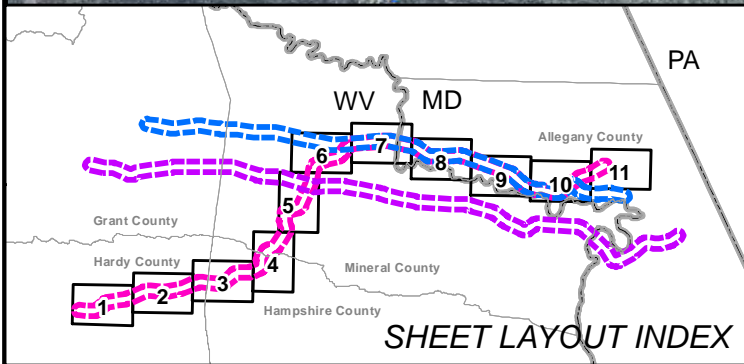 PA
WV
MD
Allegany County
7
6
8
9
10
11
5
Grant County
4
Hardy County
Mineral County
3
2
1
Hampshire County
SHEET LAYOUT INDEX